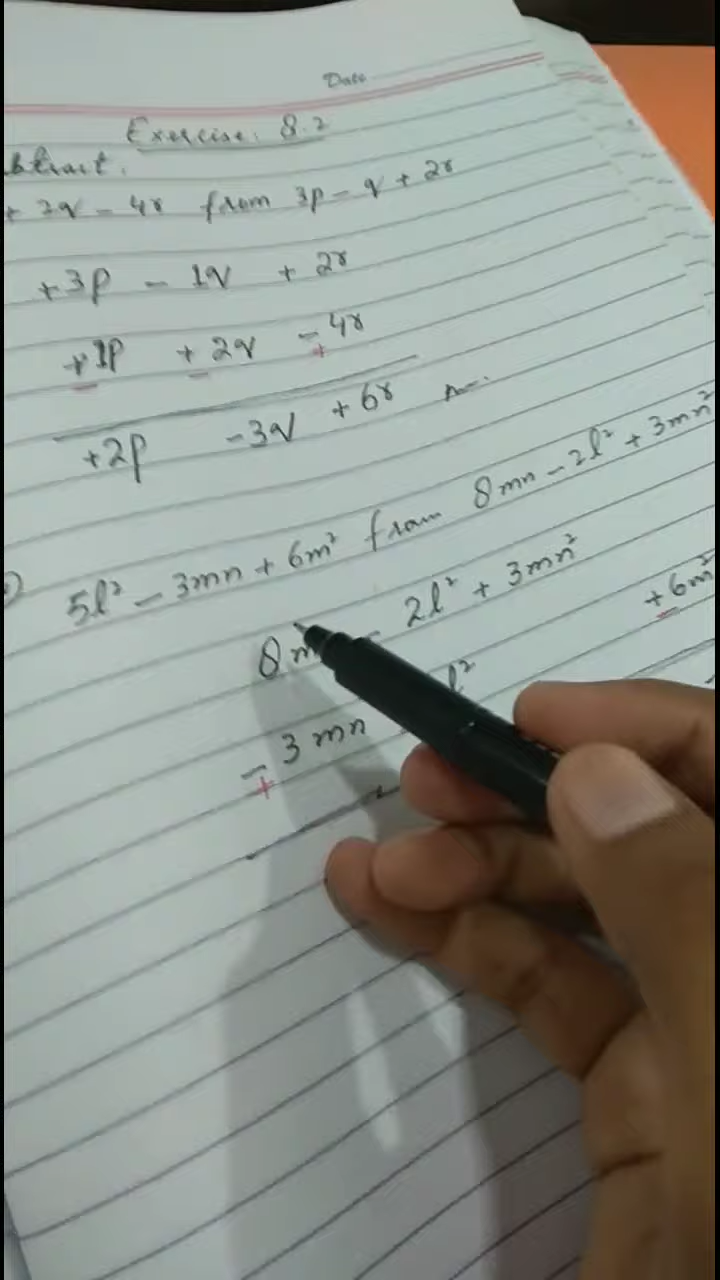 Date
Exercise: 8.2
btract.
+ 2q - 4r from 3p - q + 2r
+3p - 1q + 2r
+1p + 2q - 4r
- - +
+2p - 3q + 6r
5l² - 3mn + 6m² from 8mn - 2l² + 3mn²
8m - 2l² + 3mn²
- 3mn l² + 6m²
+ -